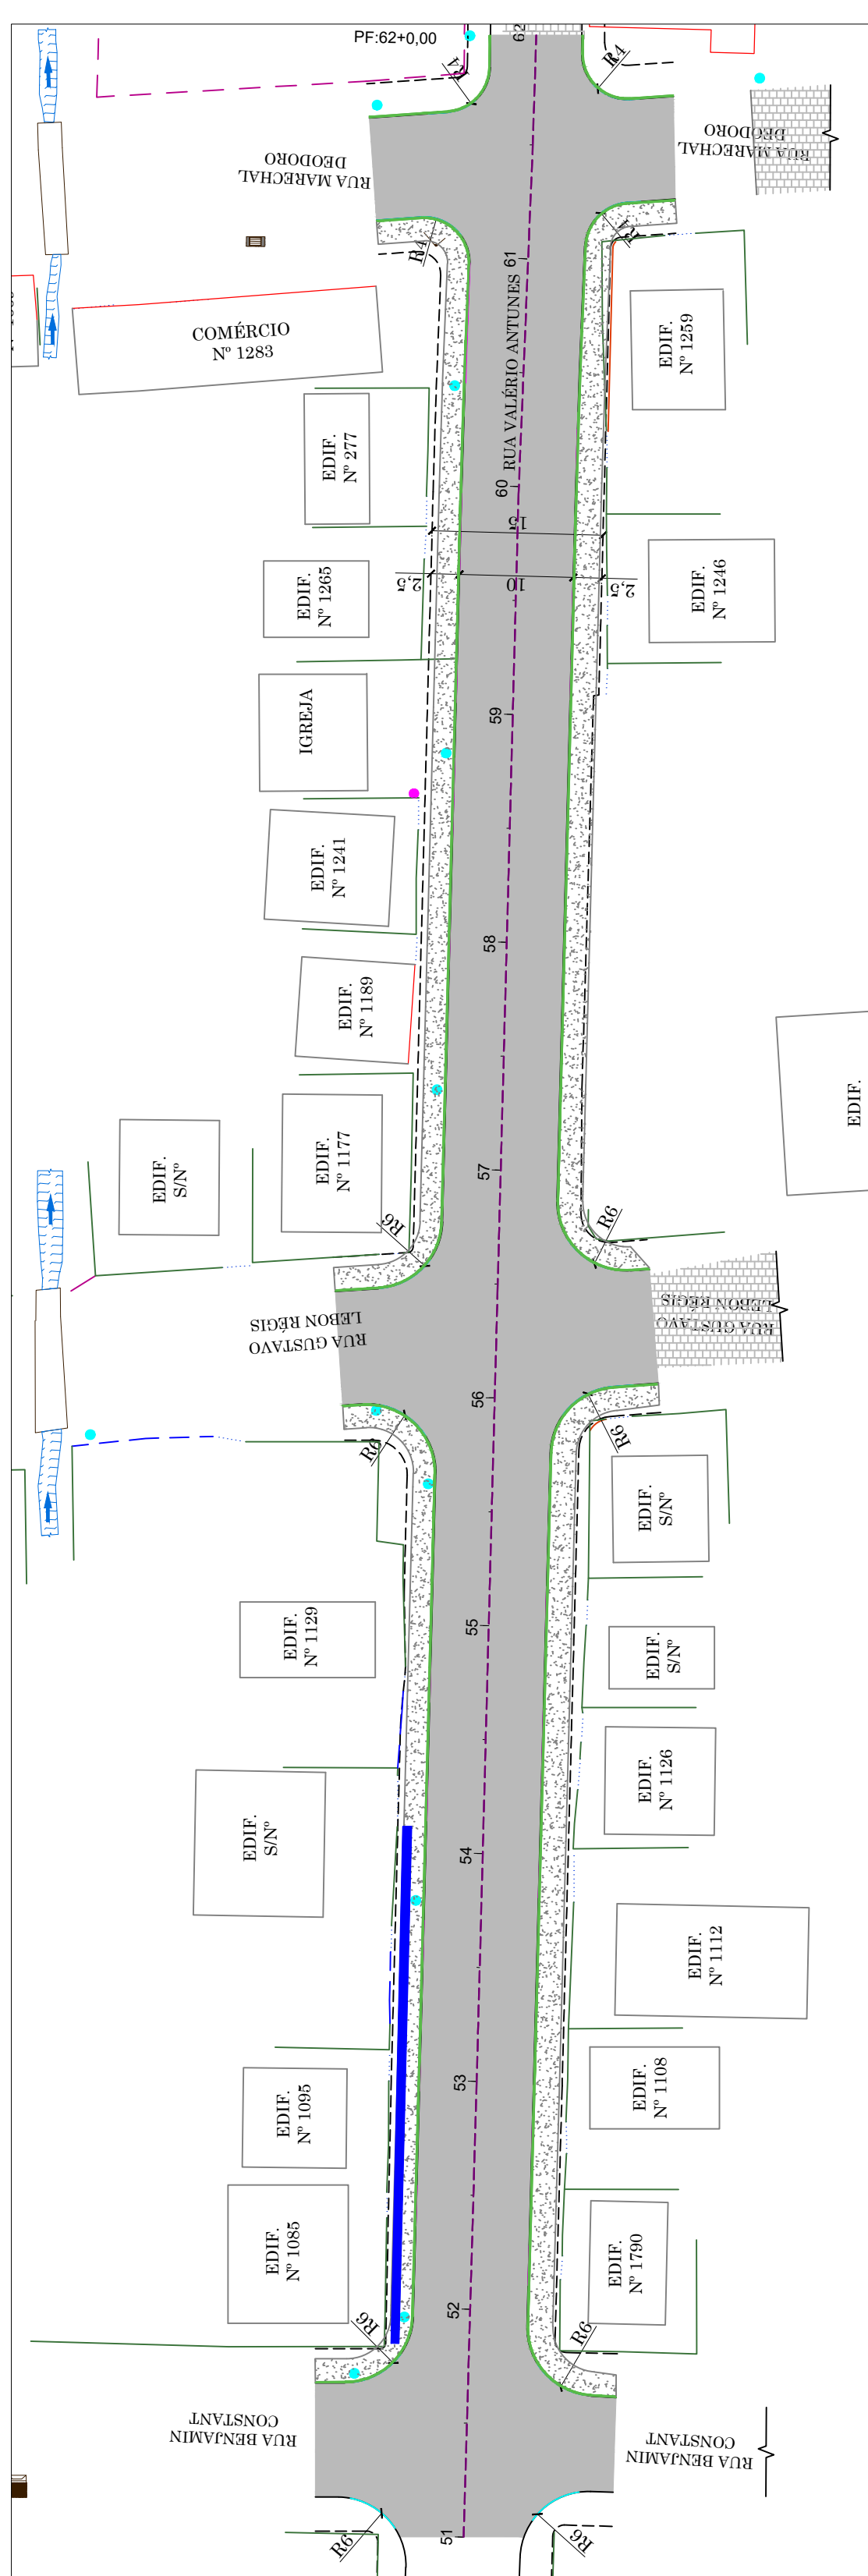 PF:62+0,00
62
R4
R4
RUA MARECHAL
DEODORO
RUA MARECHAL
DEODORO
R4
R4
61
RUA VALÉRIO ANTUNES
COMÉRCIO
Nº 1283
EDIF.
Nº 1259
EDIF.
Nº 277
60
15
EDIF.
Nº 1265
2,5
10
2,5
EDIF.
Nº 1246
IGREJA
59
EDIF.
Nº 1241
58
EDIF.
Nº 1189
EDIF.
EDIF.
S/Nº
EDIF.
Nº 1177
57
R6
R6
RUA GUSTAVO
LEBON RÉGIS
RUA GUSTAVO
LEBON RÉGIS
56
R6
R6
EDIF.
S/Nº
EDIF.
Nº 1129
55
EDIF.
S/Nº
EDIF.
Nº 1126
EDIF.
S/Nº
54
EDIF.
Nº 1112
EDIF.
Nº 1095
53
EDIF.
Nº 1108
EDIF.
Nº 1085
EDIF.
Nº 1790
52
R6
R6
RUA BENJAMIN
CONSTANT
RUA BENJAMIN
CONSTANT
R6
51
R6